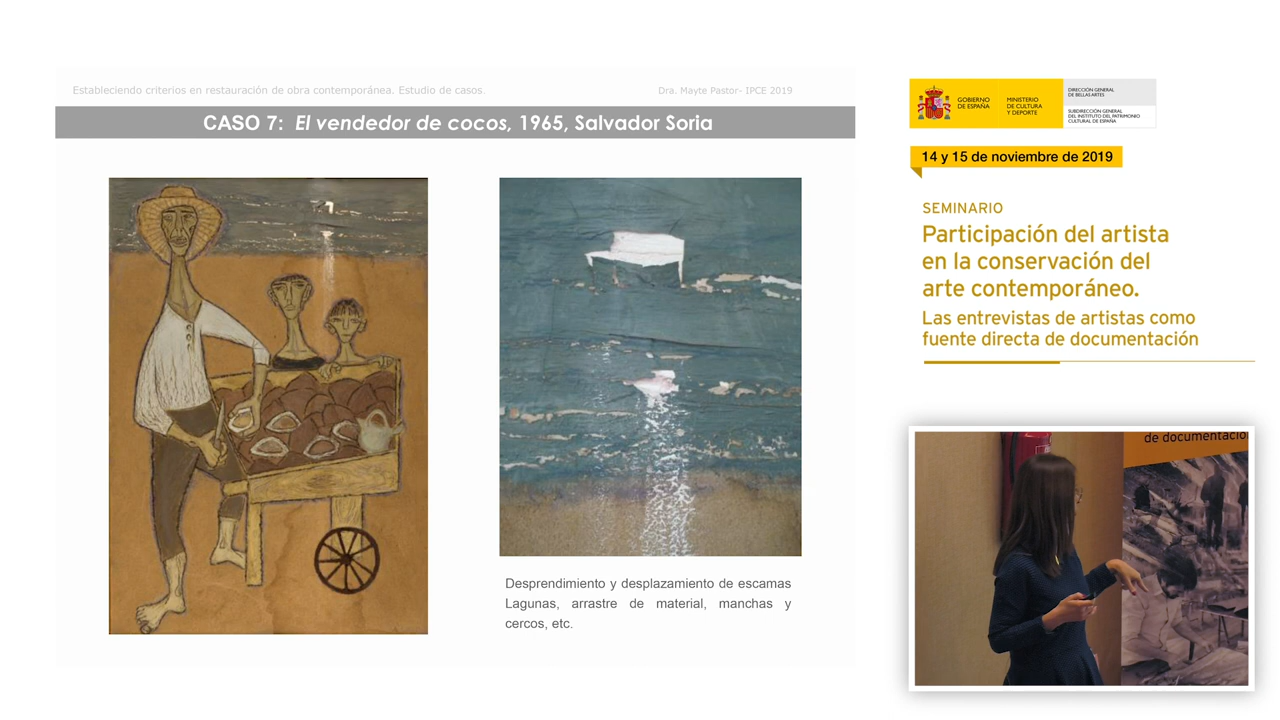 Estableciendo criterios en restauración de obra contemporánea. Estudio de casos.
Dra. Mayte Pastor- IPCE 2019
CASO 7: El vendedor de cocos, 1965, Salvador Soria
Desprendimiento y desplazamiento de escamas
Lagunas, arrastre de material, manchas y
cercos, etc.
GOBIERNO
DE ESPAÑA
MINISTERIO
DE CULTURA
Y DEPORTE
DIRECCIÓN GENERAL
DE BELLAS ARTES
SUBDIRECCIÓN GENERAL
DEL INSTITUTO DEL PATRIMONIO
CULTURAL DE ESPAÑA
14 y 15 de noviembre de 2019
SEMINARIO
Participación del artista
en la conservación del
arte contemporáneo.
Las entrevistas de artistas como
fuente directa de documentación
de documentació